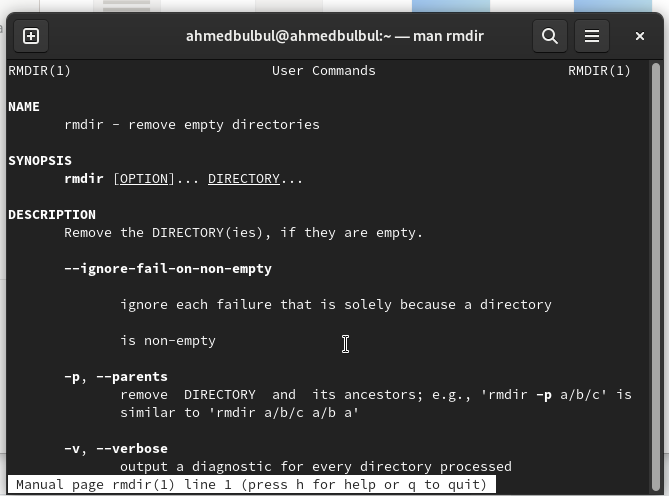 ahmedbulbul@ahmedbulbul:~ — man rmdir
RMDIR(1) User Commands RMDIR(1)
NAME
rmdir - remove empty directories
SYNOPSIS
rmdir [OPTION]... DIRECTORY...
DESCRIPTION
Remove the DIRECTORY(ies), if they are empty.
--ignore-fail-on-non-empty
ignore each failure that is solely because a directory
is non-empty
-p, --parents
remove DIRECTORY and its ancestors; e.g., 'rmdir -p a/b/c' is
similar to 'rmdir a/b/c a/b a'
-v, --verbose
output a diagnostic for every directory processed
Manual page rmdir(1) line 1 (press h for help or q to quit)